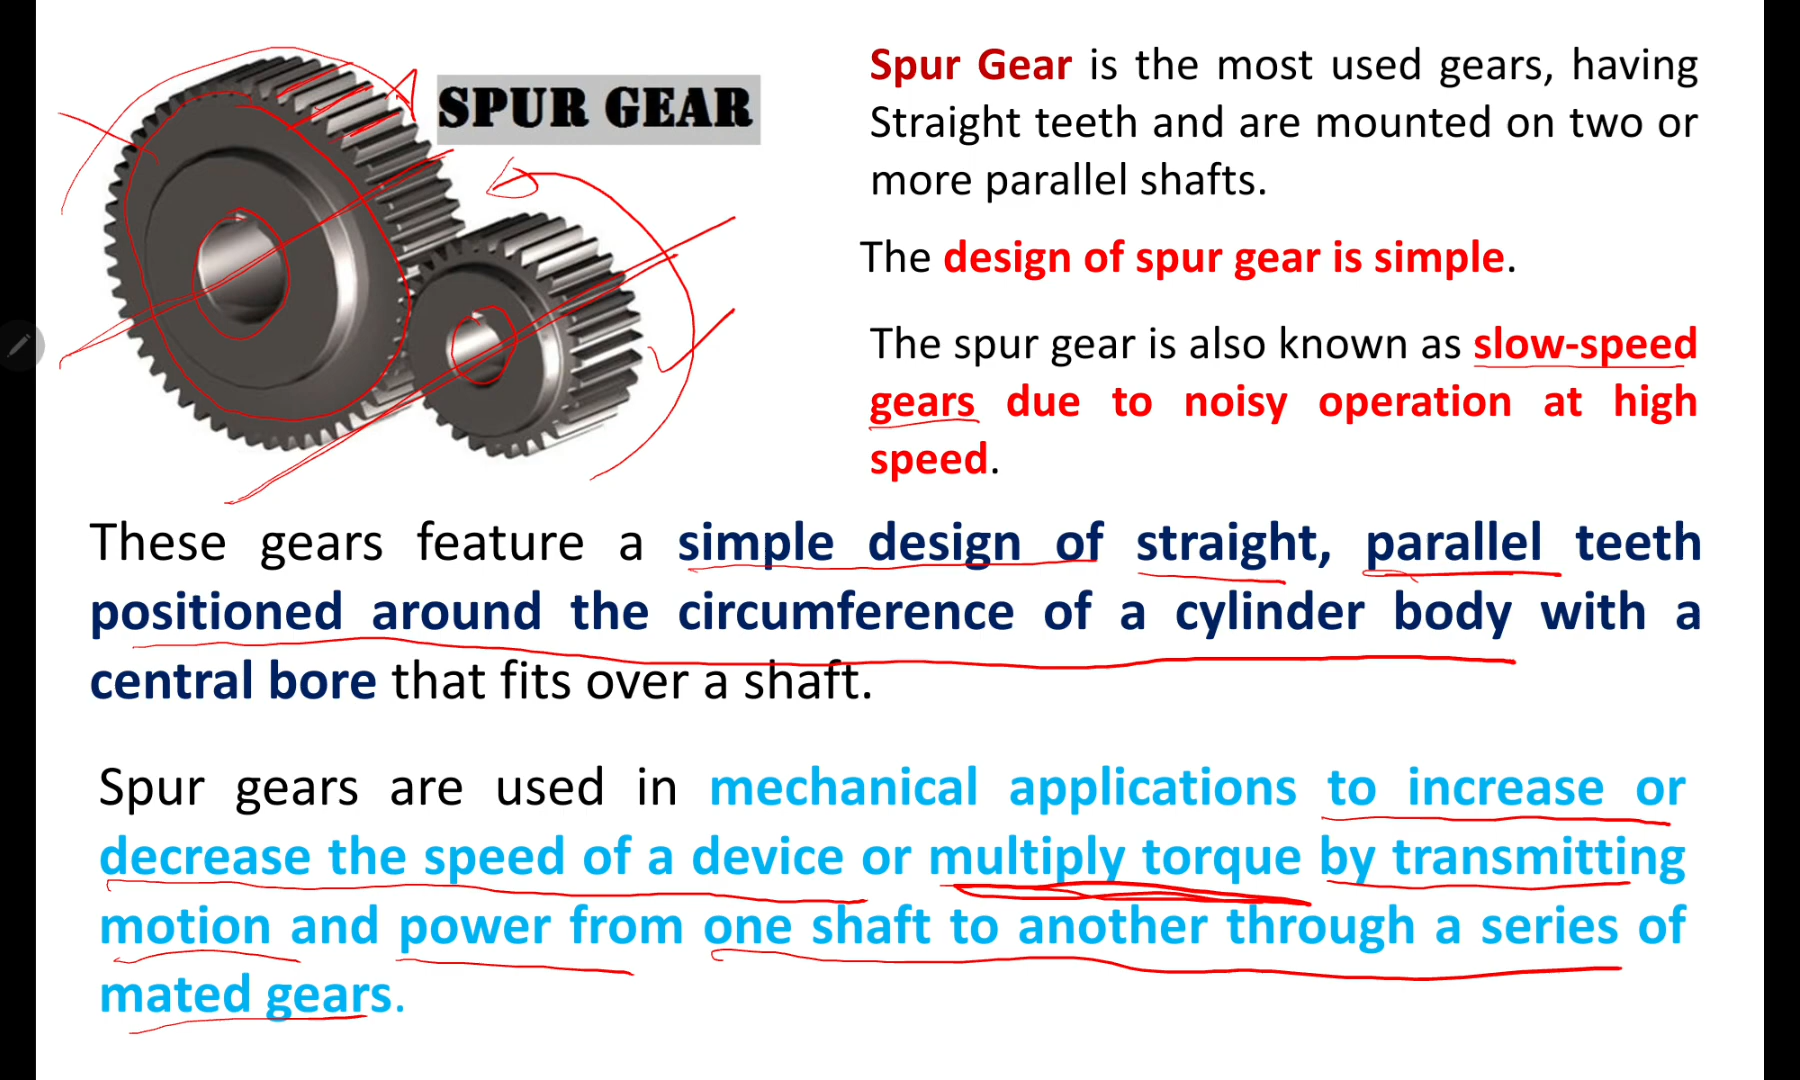 SPUR GEAR
Spur Gear is the most used gears, having
Straight teeth and are mounted on two or
more parallel shafts.
The design of spur gear is simple.
The spur gear is also known as slow-speed
gears due to noisy operation at high
speed.
These gears feature a simple design of straight, parallel teeth
positioned around the circumference of a cylinder body with a
central bore that fits over a shaft.
Spur gears are used in mechanical applications to increase or
decrease the speed of a device or multiply torque by transmitting
motion and power from one shaft to another through a series of
mated gears.